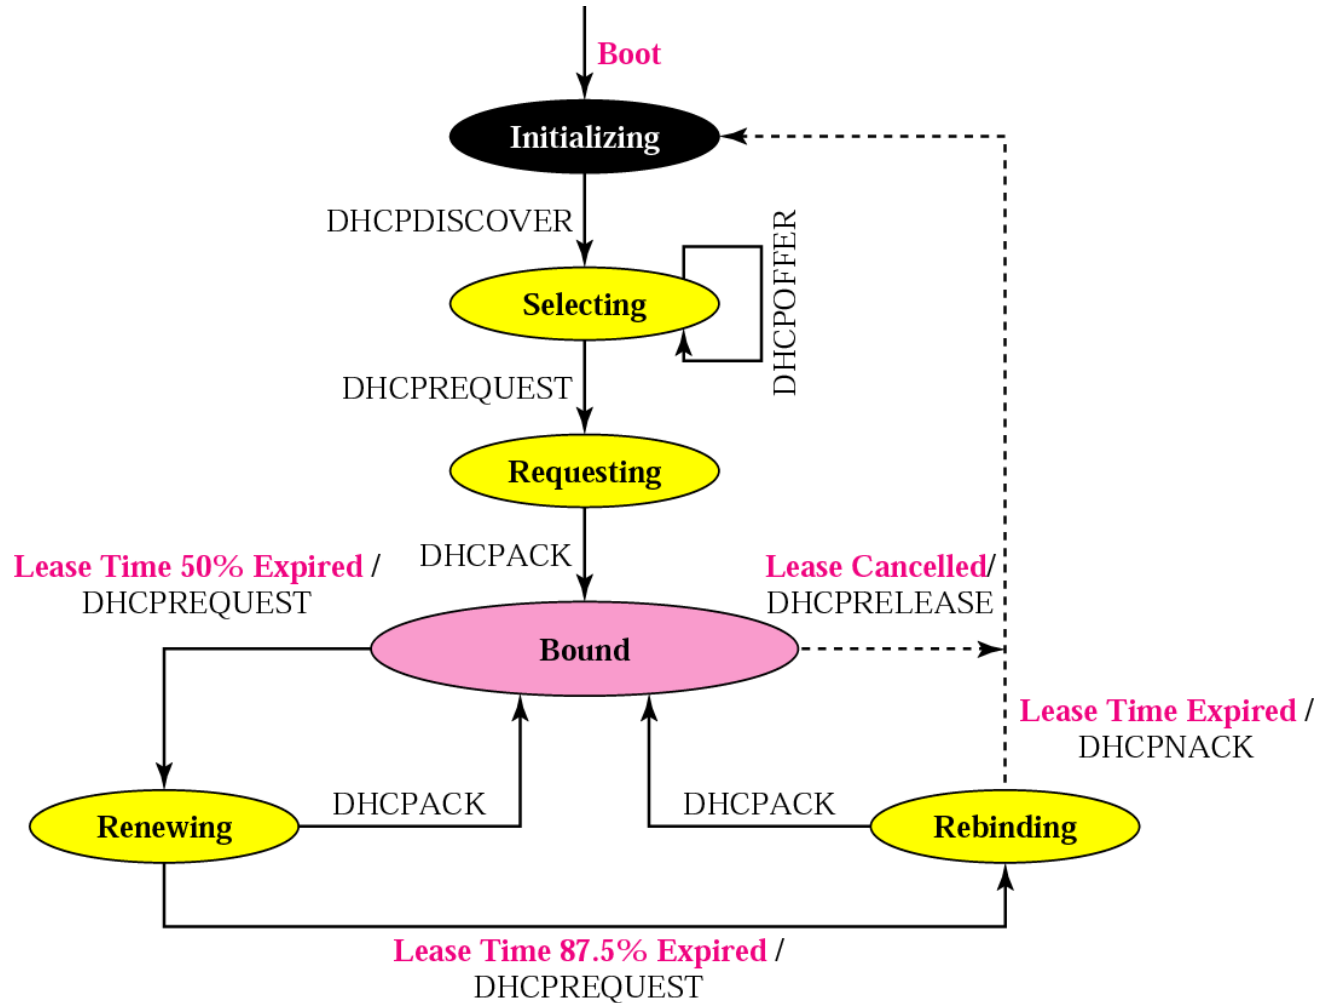 Boot
Initializing
DHCPDISCOVER
DHCPOFFER
Selecting
DHCPREQUEST
Requesting
DHCPACK
Lease Time 50% Expired /
DHCPREQUEST
Lease Cancelled/
DHCPRELEASE
Bound
Lease Time Expired /
DHCPNACK
Renewing
DHCPACK
DHCPACK
Rebinding
Lease Time 87.5% Expired /
DHCPREQUEST